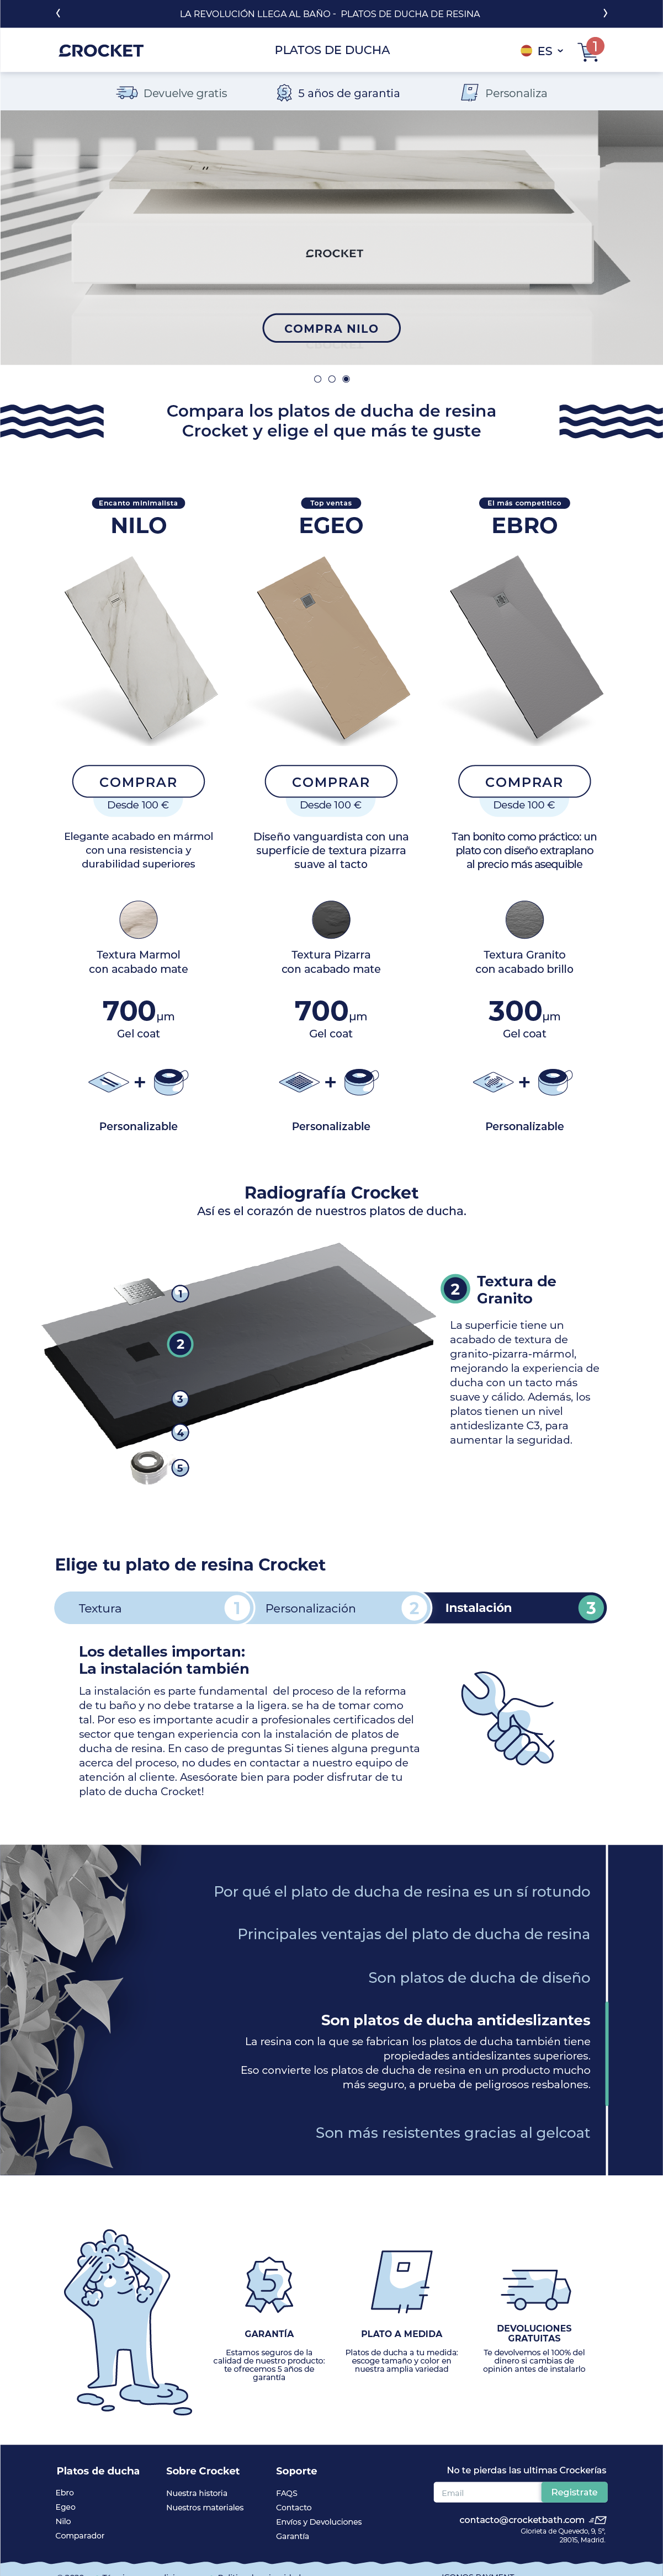 LA REVOLUCIÓN LLEGA AL BAÑO - PLATOS DE DUCHA DE RESINA
CROCKET
PLATOS DE DUCHA
ES
1
Devuelve gratis
5
5 años de garantia
Personaliza
CROCKET
COMPRA NILO
Compara los platos de ducha de resina
Crocket y elige el que más te guste
Encanto minimalista
NILO
Top ventas
EGEO
El más competitico
EBRO
COMPRAR
COMPRAR
COMPRAR
Desde 100 €
Desde 100 €
Desde 100 €
Elegante acabado en mármol
con una resistencia y
durabilidad superiores
Diseño vanguardista con una
superficie de textura pizarra
suave al tacto
Tan bonito como práctico: un
plato con diseño extraplano
al precio más asequible
Textura Marmol
con acabado mate
Textura Pizarra
con acabado mate
Textura Granito
con acabado brillo
700μm
Gel coat
700μm
Gel coat
300μm
Gel coat
+
+
+
Personalizable
Personalizable
Personalizable
Radiografía Crocket
Así es el corazón de nuestros platos de ducha.
1
2
3
4
5
2
Textura de
Granito
La superficie tiene un
acabado de textura de
granito-pizarra-mármol,
mejorando la experiencia de
ducha con un tacto más
suave y cálido. Además, los
platos tienen un nivel
antideslizante C3, para
aumentar la seguridad.
Elige tu plato de resina Crocket
Textura 1
Personalización 2
Instalación 3
Los detalles importan:
La instalación también
La instalación es parte fundamental del proceso de la reforma
de tu baño y no debe tratarse a la ligera. se ha de tomar como
tal. Por eso es importante acudir a profesionales certificados del
sector que tengan experiencia con la instalación de platos de
ducha de resina. En caso de preguntas Si tienes alguna pregunta
acerca del proceso, no dudes en contactar a nuestro equipo de
atención al cliente. Asesóorate bien para poder disfrutar de tu
plato de ducha Crocket!
Por qué el plato de ducha de resina es un sí rotundo
Principales ventajas del plato de ducha de resina
Son platos de ducha de diseño
Son platos de ducha antideslizantes
La resina con la que se fabrican los platos de ducha también tiene
propiedades antideslizantes superiores.
Eso convierte los platos de ducha de resina en un producto mucho
más seguro, a prueba de peligrosos resbalones.
Son más resistentes gracias al gelcoat
5
GARANTÍA
Estamos seguros de la
calidad de nuestro producto:
te ofrecemos 5 años de
garantía
PLATO A MEDIDA
Platos de ducha a tu medida:
escoge tamaño y color en
nuestra amplia variedad
DEVOLUCIONES
GRATUITAS
Te devolvemos el 100% del
dinero si cambias de
opinión antes de instalarlo
Platos de ducha
Ebro
Egeo
Nilo
Comparador
Sobre Crocket
Nuestra historia
Nuestros materiales
Soporte
FAQS
Contacto
Envíos y Devoluciones
Garantía
No te pierdas las ultimas Crockerías
Email
Registrate
contacto@crocketbath.com
Glorieta de Quevedo, 9, 5º,
28015, Madrid.